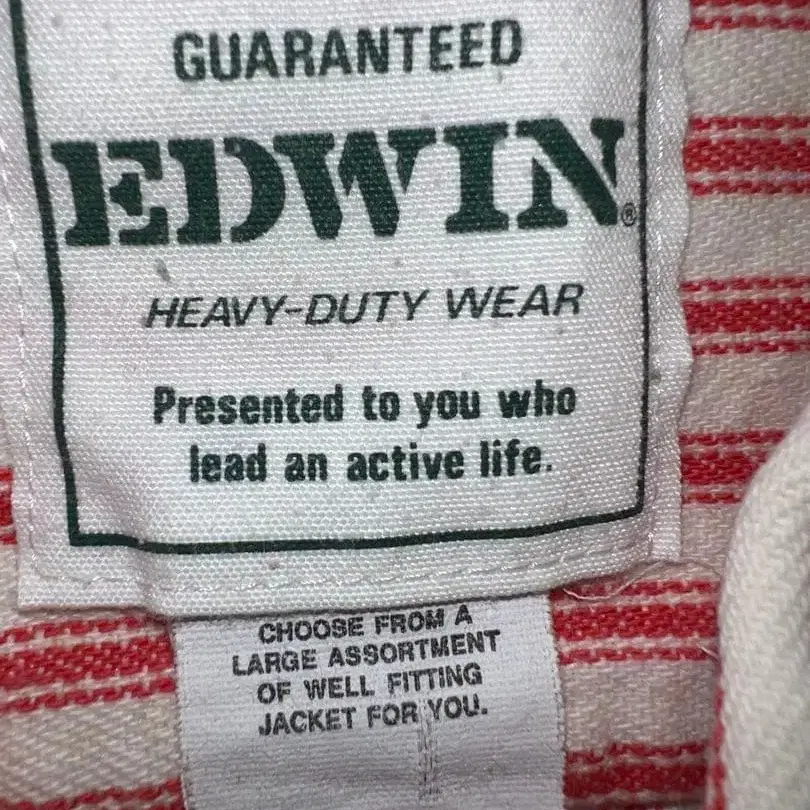 GUARANTEED
EDWIN®
HEAVY-DUTY WEAR
Presented to you who
lead an active life.
CHOOSE FROM A
LARGE ASSORTMENT
OF WELL FITTING
JACKET FOR YOU.